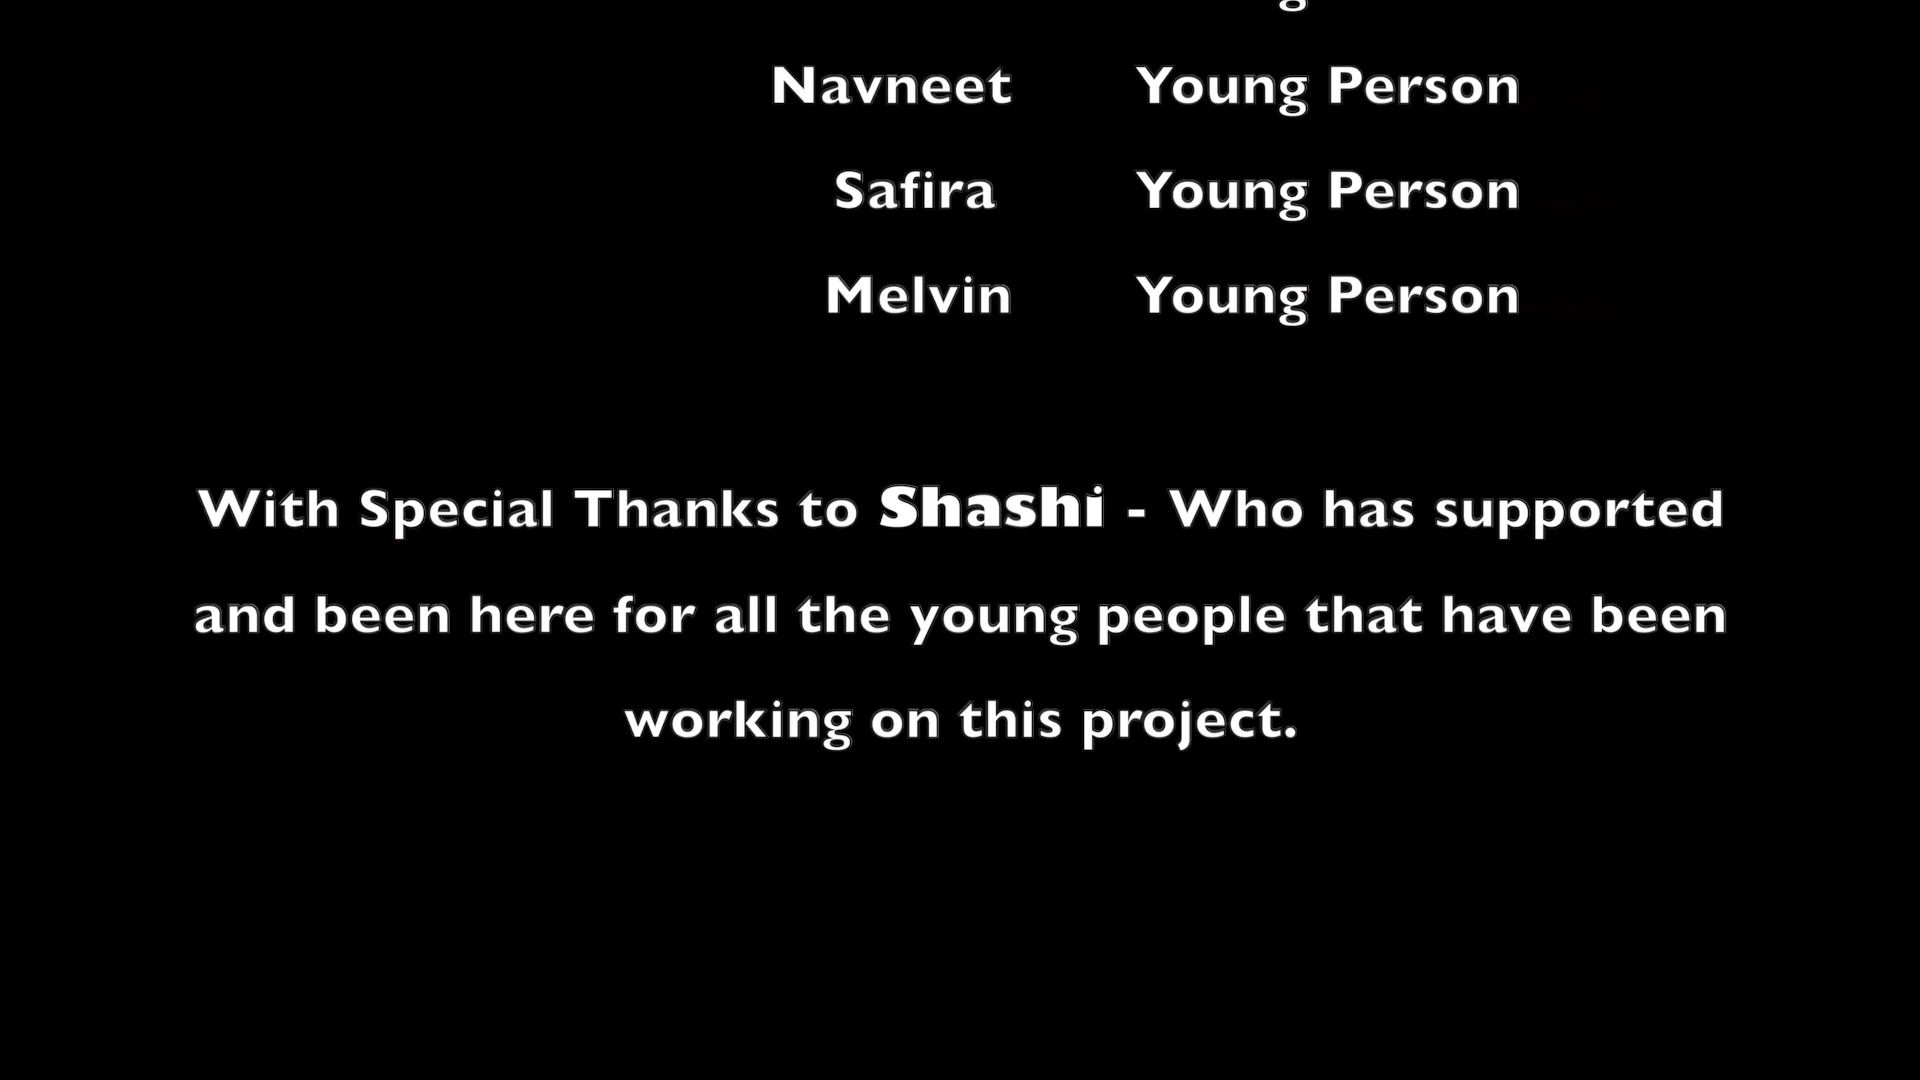 Navneet Young Person
Safira Young Person
Melvin Young Person
With Special Thanks to Shashi - Who has supported
and been here for all the young people that have been
working on this project.